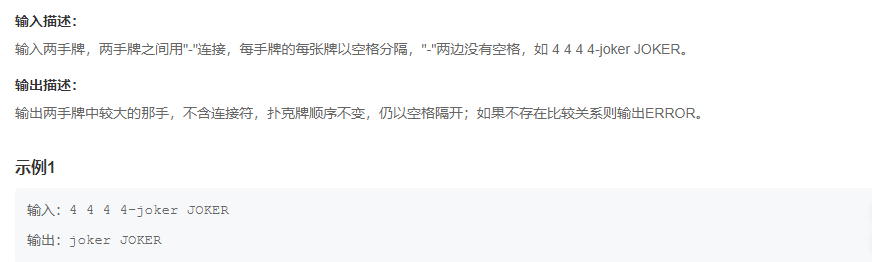 输入描述：
输入两手牌，两手牌之间用"-"连接，每手牌的每张牌以空格分隔，"-"两边没有空格，如 4 4 4 4-joker JOKER。
输出描述：
输出两手牌中较大的那手，不含连接符，扑克牌顺序不变，仍以空格隔开；如果不存在比较关系则输出ERROR。
示例1
输入：4 4 4 4-joker JOKER
输出：joker JOKER